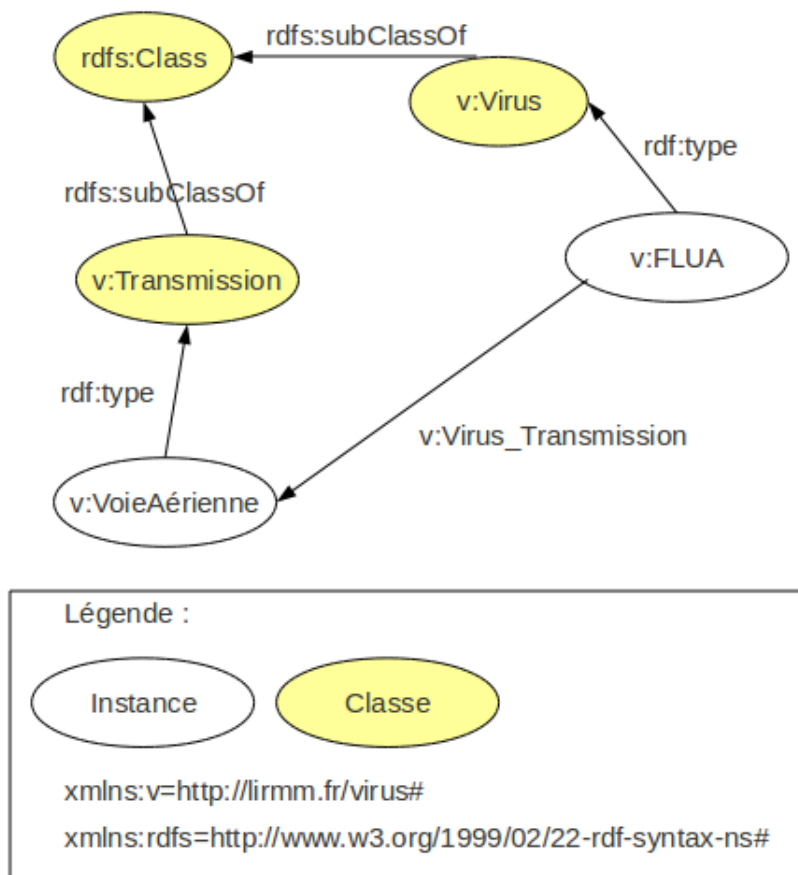 rdfs:subClassOf
rdfs:Class
v:Virus
rdf:type
rdfs:subClassOf
v:FLUA
v:Transmission
rdf:type
v:Virus_Transmission
v:VoieAérienne
Légende :
Instance
Classe
xmlns:v=http://lirmm.fr/virus#
xmlns:rdfs=http://www.w3.org/1999/02/22-rdf-syntax-ns#